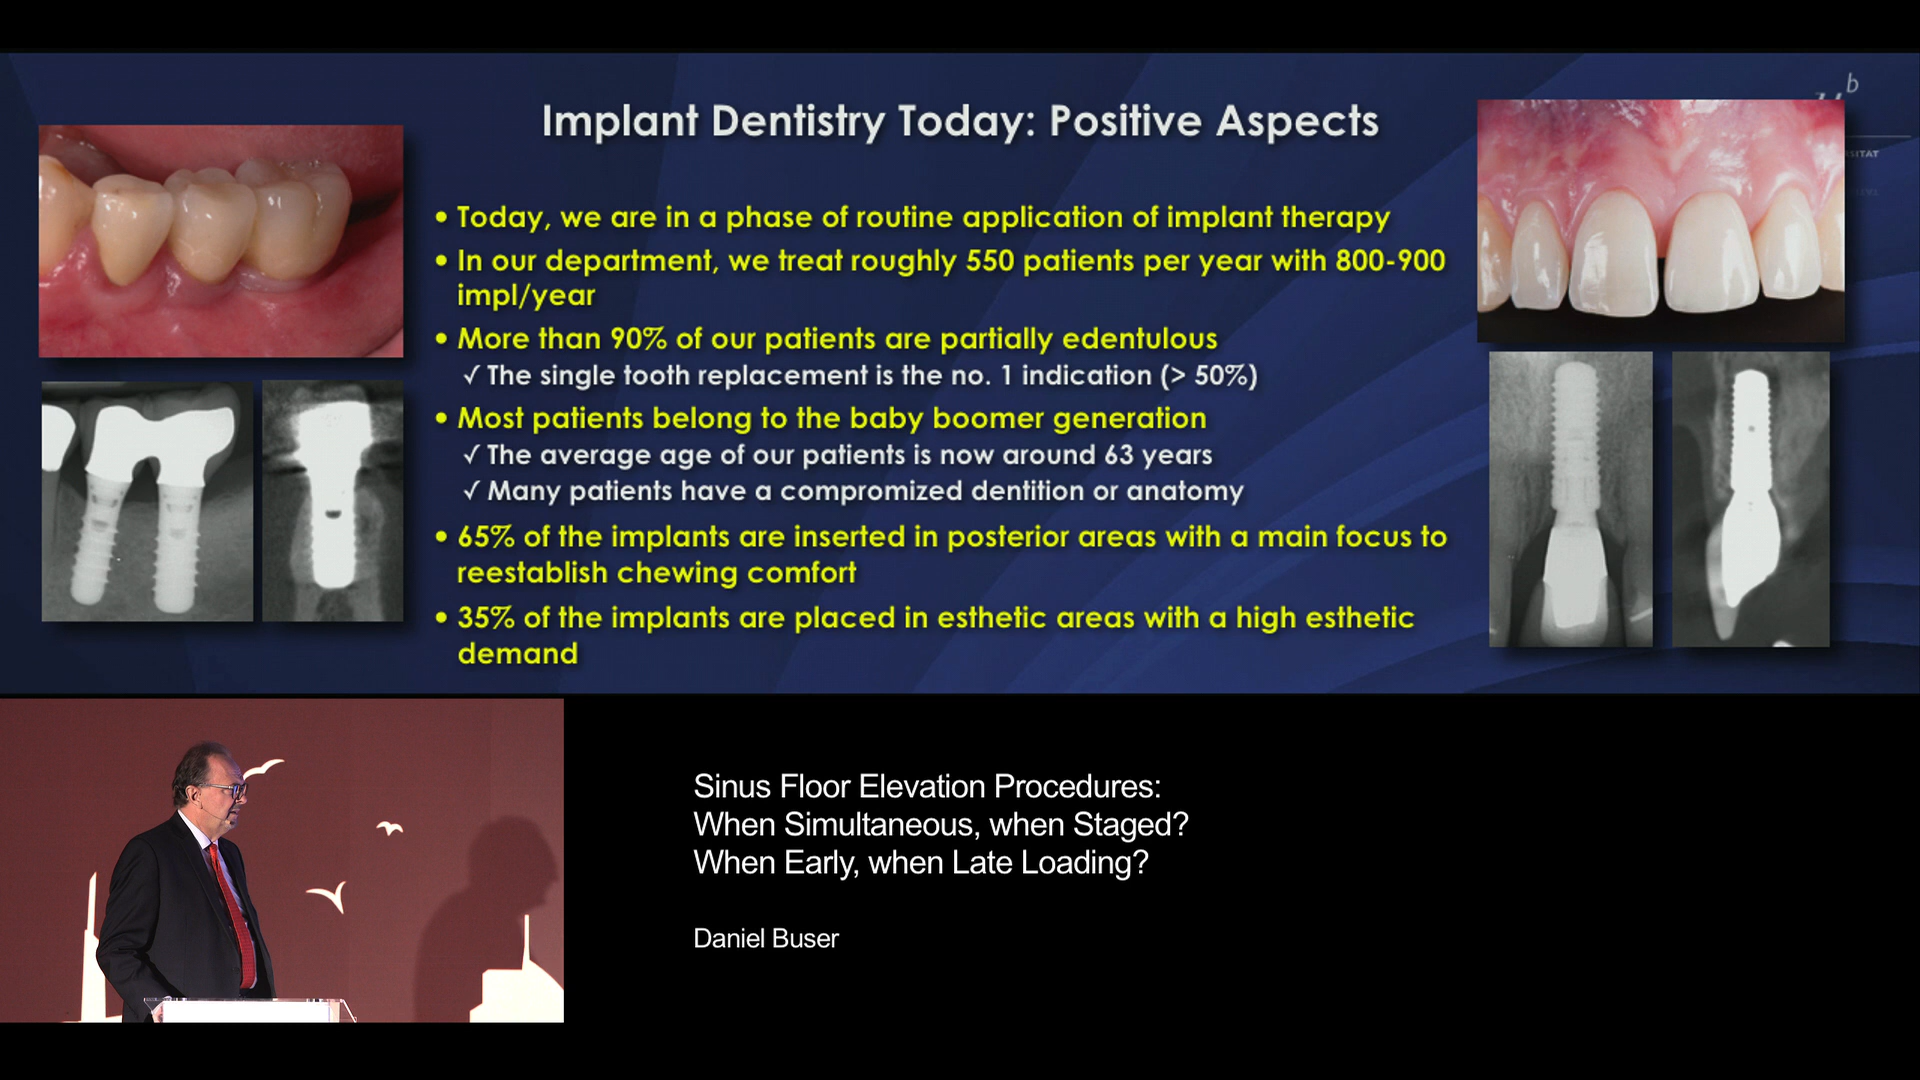 Implant Dentistry Today: Positive Aspects
• Today, we are in a phase of routine application of implant therapy
• In our department, we treat roughly 550 patients per year with 800-900
impl/year
• More than 90% of our patients are partially edentulous
✓ The single tooth replacement is the no. 1 indication (> 50%)
• Most patients belong to the baby boomer generation
✓ The average age of our patients is now around 63 years
✓ Many patients have a compromized dentition or anatomy
• 65% of the implants are inserted in posterior areas with a main focus to
reestablish chewing comfort
• 35% of the implants are placed in esthetic areas with a high esthetic
demand
b
Sinus Floor Elevation Procedures:
When Simultaneous, when Staged?
When Early, when Late Loading?
Daniel Buser